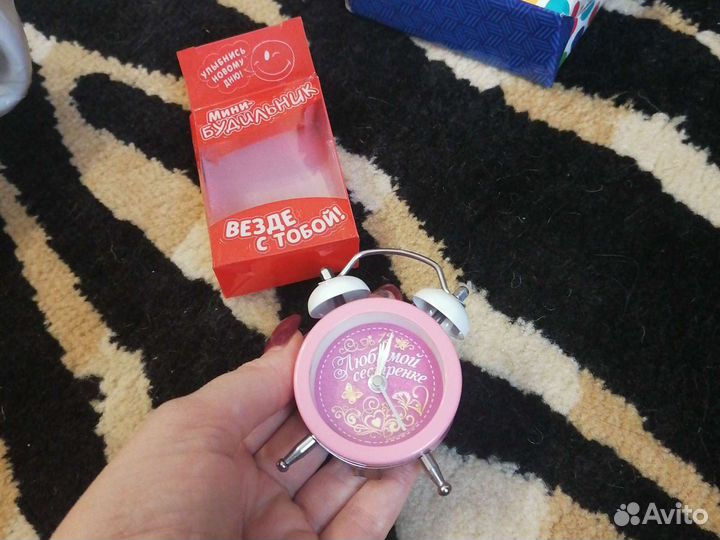 УЛЫБНИСЬ
НОВОМУ
ДНЮ!
МИНИ-
БУДИЛЬНИК
ВЕЗДЕ
С ТОБОЙ!
Любимой
сестренке
Avito